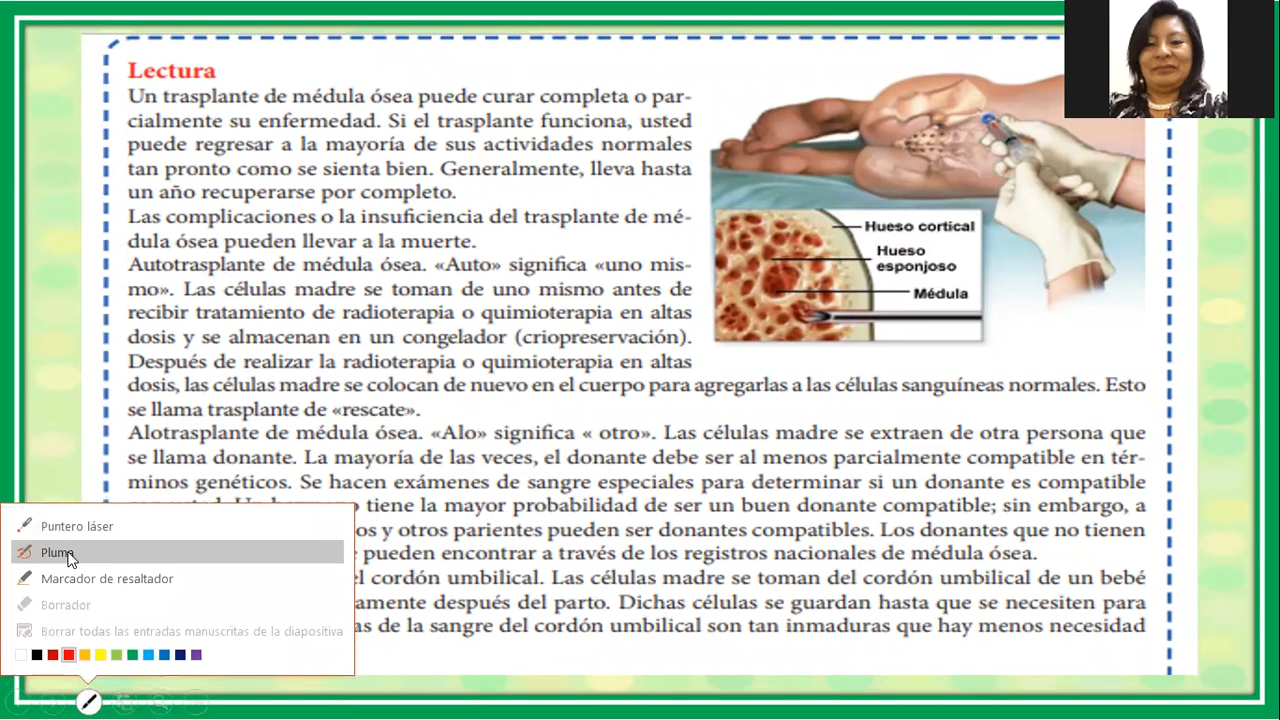 Lectura
Un trasplante de médula ósea puede curar completa o par-
cialmente su enfermedad. Si el trasplante funciona, usted
puede regresar a la mayoría de sus actividades normales
tan pronto como se sienta bien. Generalmente, lleva hasta
un año recuperarse por completo.
Las complicaciones o la insuficiencia del trasplante de mé-
dula ósea pueden llevar a la muerte.
Autotrasplante de médula ósea. «Auto» significa «uno mis-
mo». Las células madre se toman de uno mismo antes de
recibir tratamiento de radioterapia o quimioterapia en altas
dosis y se almacenan en un congelador (criopreservación).
Después de realizar la radioterapia o quimioterapia en altas
dosis, las células madre se colocan de nuevo en el cuerpo para agregarlas a las células sanguíneas normales. Esto
se llama trasplante de «rescate».
Alotrasplante de médula ósea. «Alo» significa « otro». Las células madre se extraen de otra persona que
se llama donante. La mayoría de las veces, el donante debe ser al menos parcialmente compatible en tér-
minos genéticos. Se hacen exámenes de sangre especiales para determinar si un donante es compatible
tiene la mayor probabilidad de ser un buen donante compatible; sin embargo, a
os y otros parientes pueden ser donantes compatibles. Los donantes que no tienen
pueden encontrar a través de los registros nacionales de médula ósea.
el cordón umbilical. Las células madre se toman del cordón umbilical de un bebé
amente después del parto. Dichas células se guardan hasta que se necesiten para
as de la sangre del cordón umbilical son tan inmaduras que hay menos necesidad
Hueso cortical
Hueso
esponjoso
Médula
Puntero láser
Pluma
Marcador de resaltador
Borrador
Borrar todas las entradas manuscritas de la diapositiva